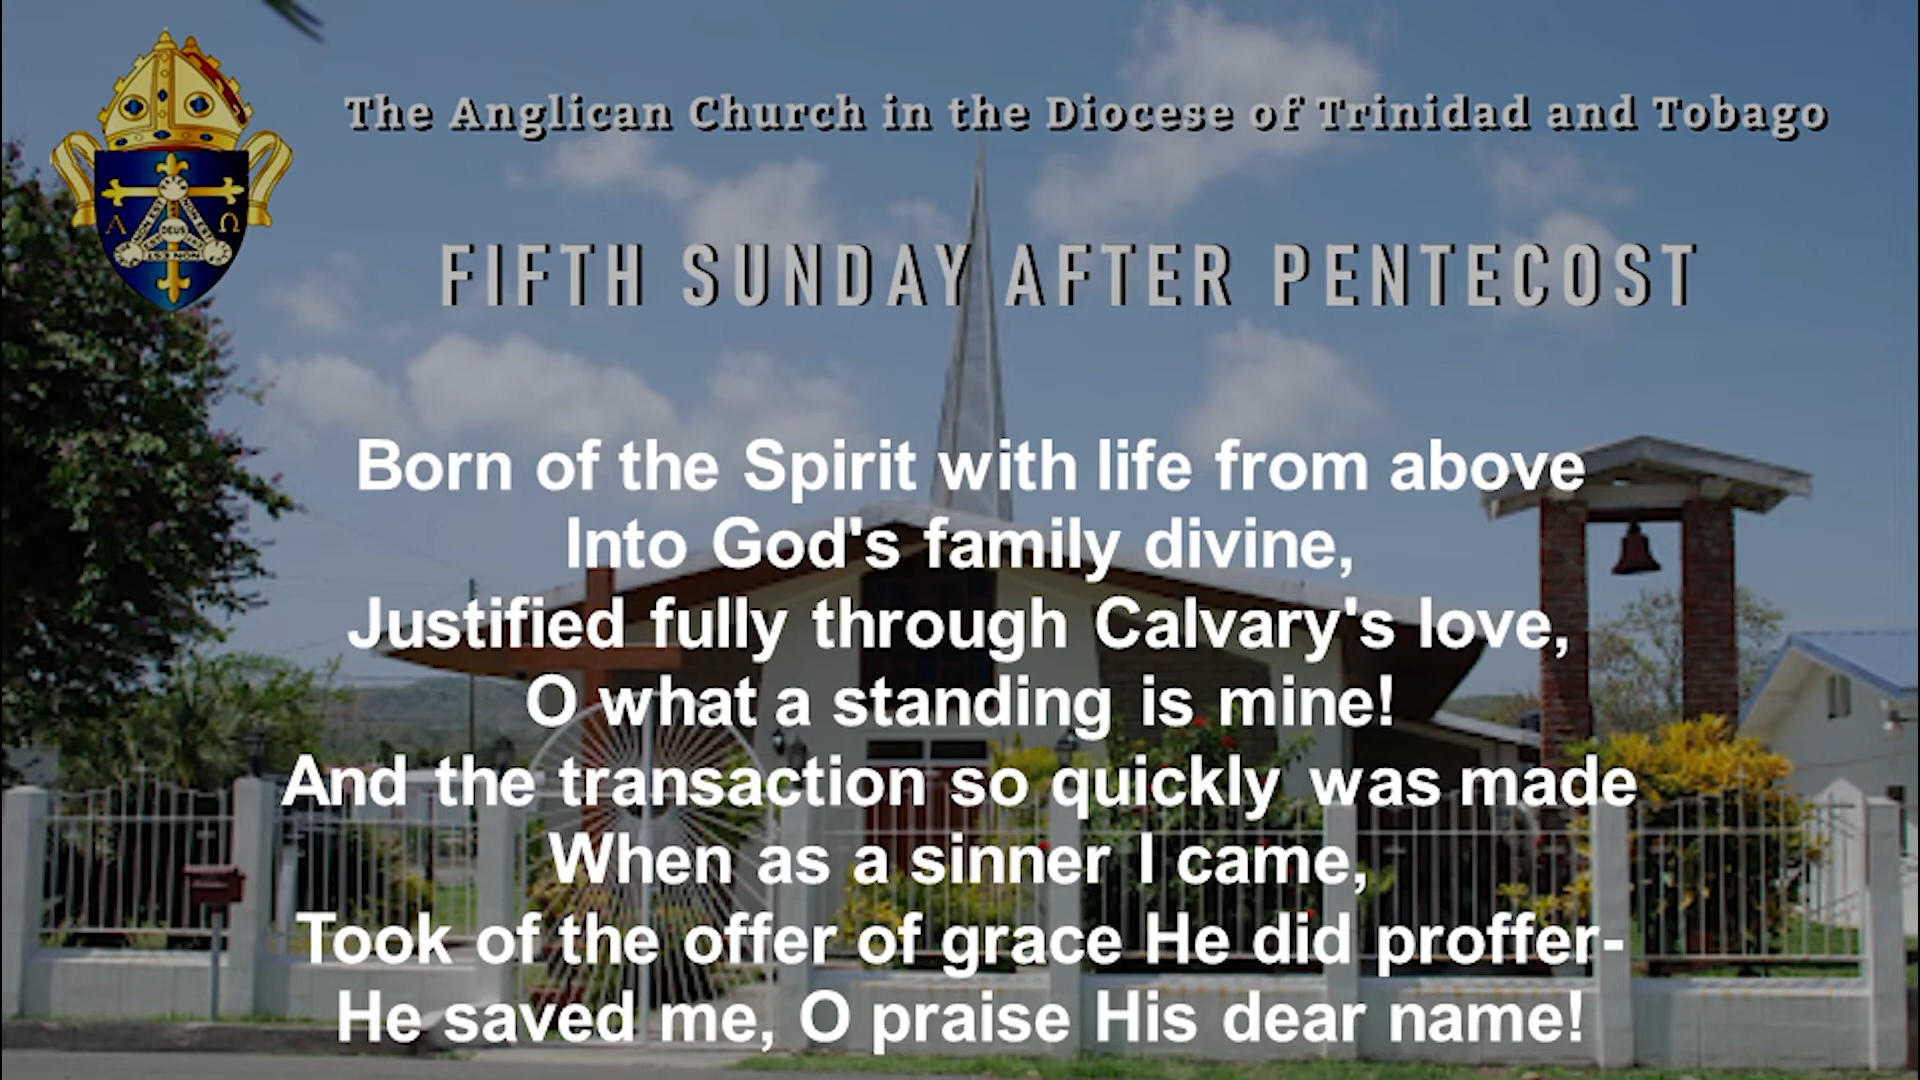 The Anglican Church in the Diocese of Trinidad and Tobago
FIFTH SUNDAY AFTER PENTECOST
Α Ω
DEUS
EST NON
Born of the Spirit with life from above
Into God's family divine,
Justified fully through Calvary's love,
O what a standing is mine!
And the transaction so quickly was made
When as a sinner I came,
Took of the offer of grace He did proffer-
He saved me, O praise His dear name!